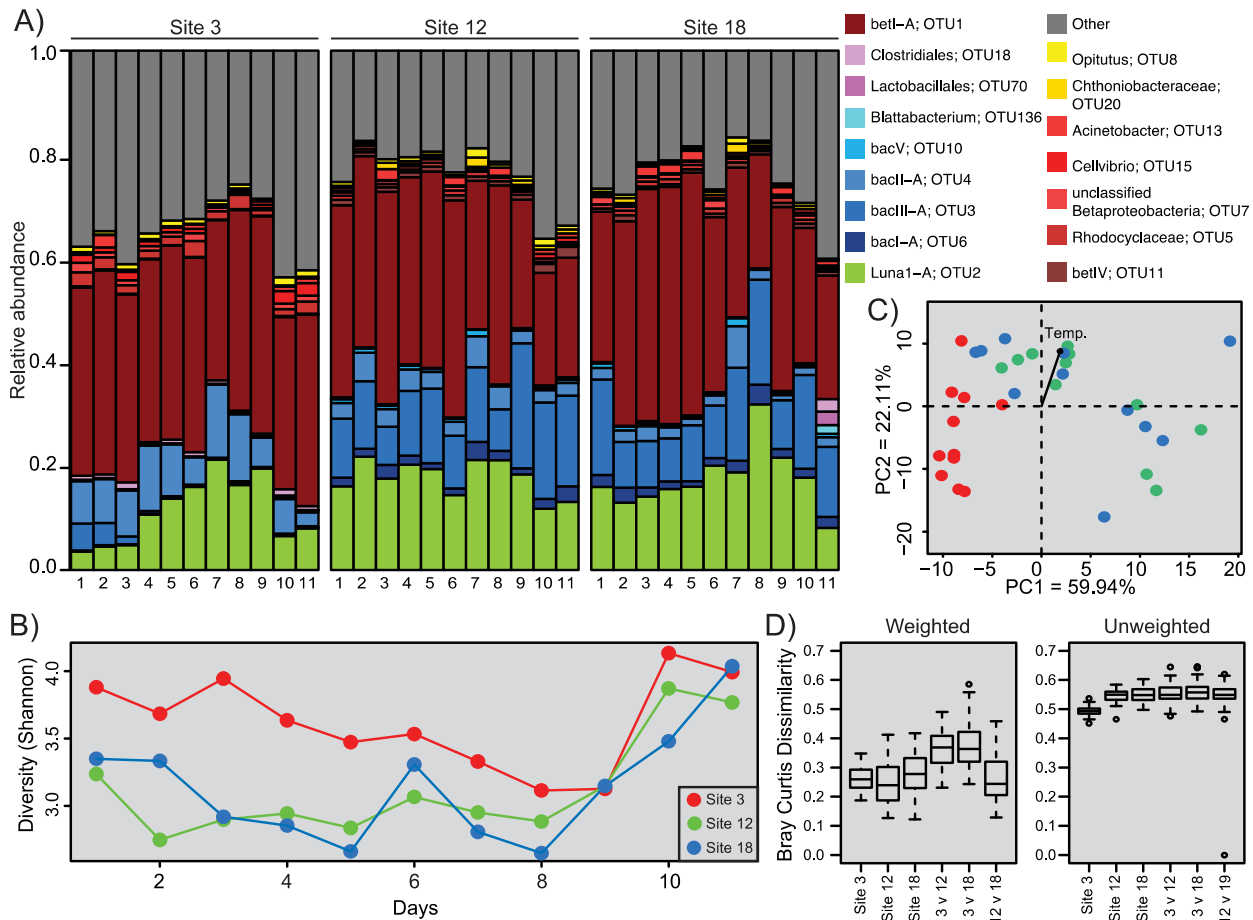 A)
Site 3
Site 12
Site 18
Relative abundance
1.0
0.8
0.6
0.4
0.2
0.0
1 2 3 4 5 6 7 8 9 10 11
1 2 3 4 5 6 7 8 9 10 11
1 2 3 4 5 6 7 8 9 10 11
betI-A; OTU1
Clostridiales; OTU18
Lactobacillales; OTU70
Blattabacterium; OTU136
bacV; OTU10
bacII-A; OTU4
bacIII-A; OTU3
bacI-A; OTU6
Luna1-A; OTU2
Other
Opitutus; OTU8
Chthoniobacteraceae;
OTU20
Acinetobacter; OTU13
Cellvibrio; OTU15
unclassified
Betaproteobacteria; OTU7
Rhodocyclaceae; OTU5
betIV; OTU11
C)
PC2 = 22.11%
10
0
−10
−20
Temp.
−10 −5 0 5 10 15 20
PC1 = 59.94%
B)
Diversity (Shannon)
4.0
3.5
3.0
Site 3
Site 12
Site 18
2 4 6 8 10
Days
D)
Weighted
Unweighted
Bray Curtis Dissimilarity
0.7
0.6
0.5
0.4
0.3
0.2
0.1
0.0
Site 3
Site 12
Site 18
3 v 12
3 v 18
12 v 18
0.7
0.6
0.5
0.4
0.3
0.2
0.1
0.0
Site 3
Site 12
Site 18
3 v 12
3 v 18
12 v 19